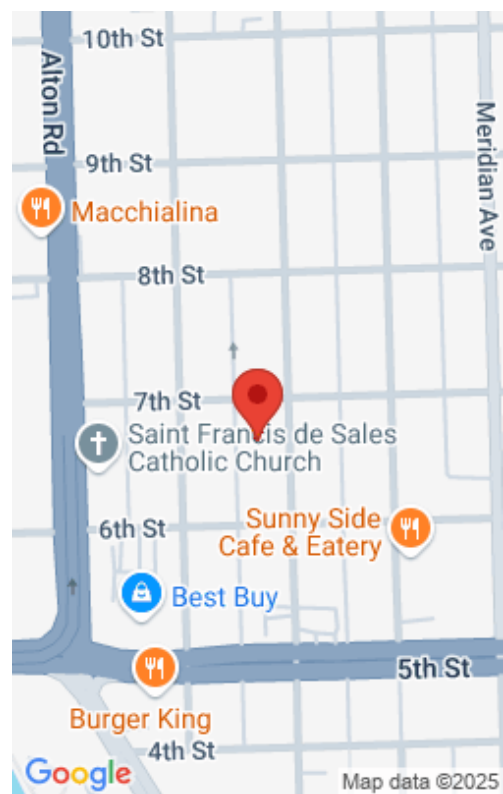 10th St
Alton Rd
Meridian Ave
9th St
Macchialina
8th St
7th St
Saint Francis de Sales
Catholic Church
6th St
Sunny Side
Cafe & Eatery
Best Buy
5th St
Burger King
4th St
Google
Map data ©2025